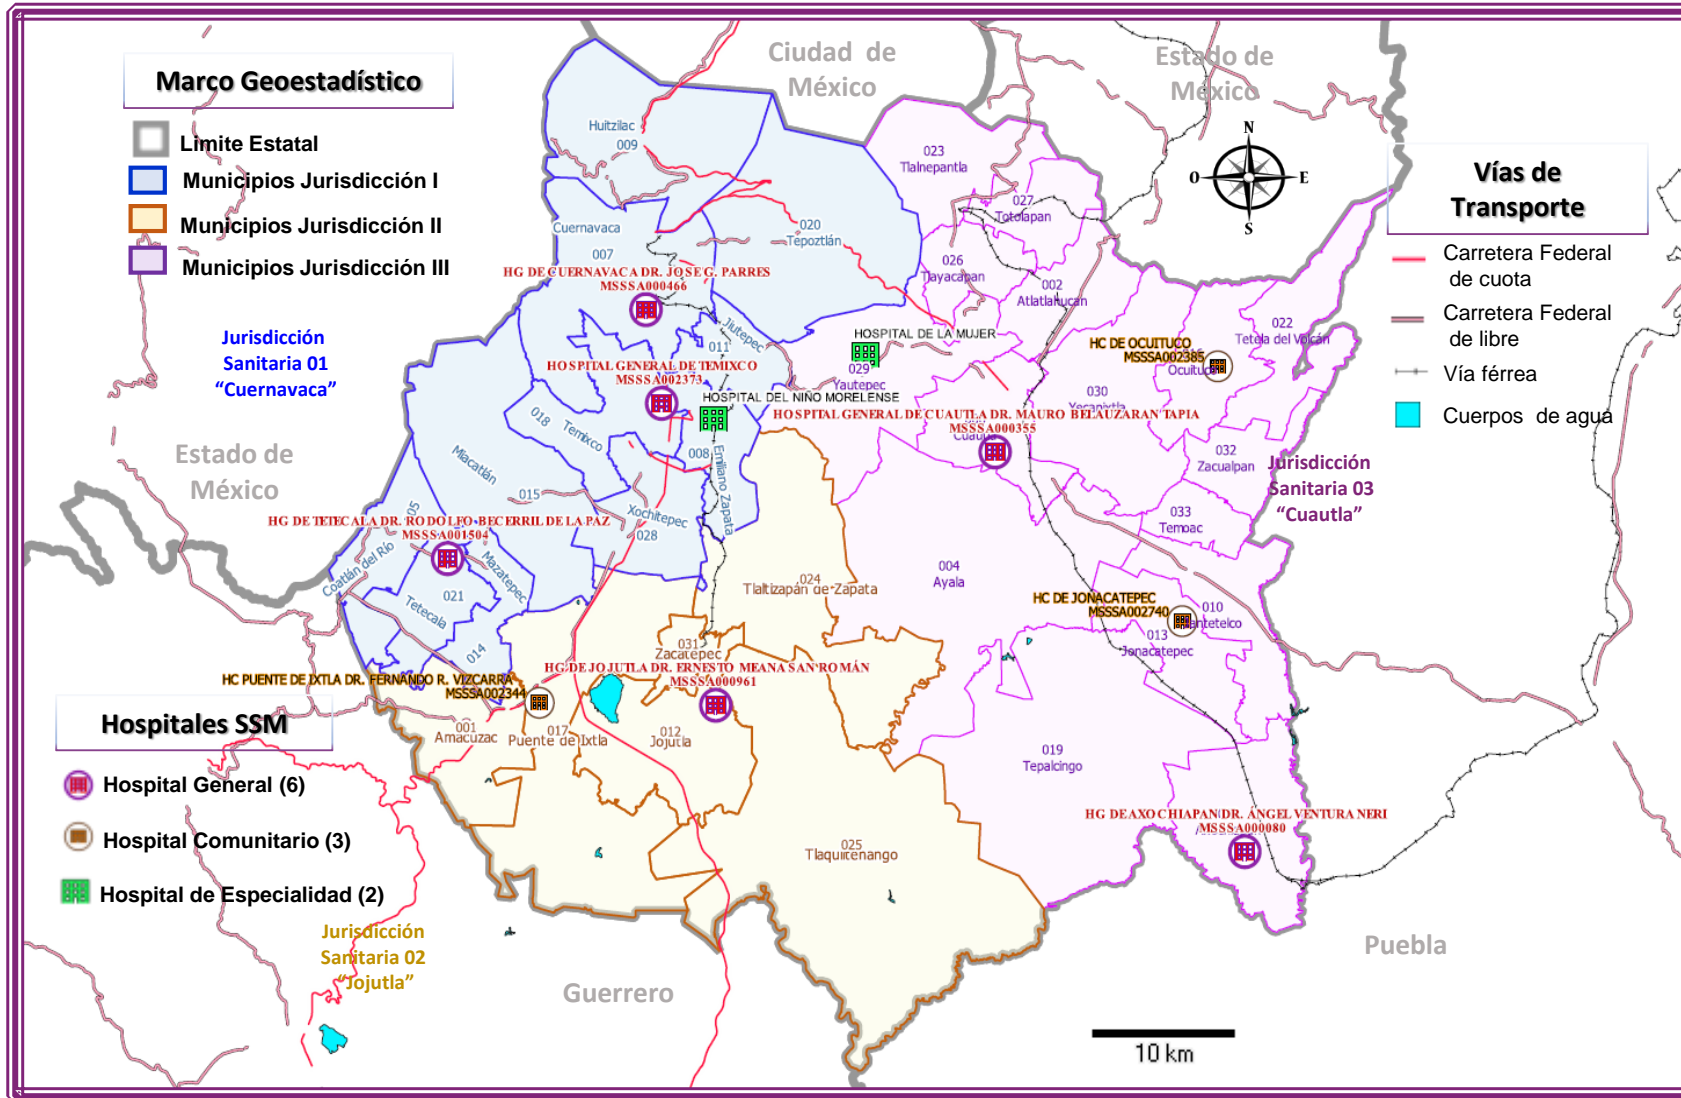 Ciudad de
México
Estado de
México
Marco Geoestadístico
Limite Estatal
Municipios Jurisdicción I
Municipios Jurisdicción II
Municipios Jurisdicción III
N
O
E
S
Vías de
Transporte
Carretera Federal
de cuota
Carretera Federal
de libre
Vía férrea
Cuerpos de agua
Huitzilac
009
023
Tlalnepantla
027
Totolapan
020
Tepoztlán
Cuernavaca
007
HG DE CUERNAVACA DR. JOSE G. PARRES
MSSSA000466
026
Tlayacapan
002
Atlatlahucan
022
Tetela del Volcán
Jurisdicción
Sanitaria 01
“Cuernavaca”
Jiutepec
011
HOSPITAL DE LA MUJER
029
Yautepec
HC DE OCUITUCO
MSSSA002385
Ocuituco
HOSPITAL GENERAL DE TEMIXCO
MSSSA002373
HOSPITAL DEL NIÑO MORELENSE
030
Yecapixtla
HOSPITAL GENERAL DE CUAUTLA DR. MAURO BELAUZARAN TAPIA
MSSSA000355
Cuautla
018
Temixco
008
Emiliano Zapata
032
Zacualpan
Jurisdicción
Sanitaria 03
“Cuautla”
Estado de
México
Miacatlán
015
Xochitepec
028
033
Temoac
HG DE TETECALA DR. RODOLFO BECERRIL DE LA PAZ
MSSSA001504
Coatlán del Río
Mazatepec
021
Tetecala
014
024
Tlaltizapán de Zapata
004
Ayala
HC DE JONACATEPEC
MSSSA002740
010
013
Jonacatepec
031
Zacatepec
HG DE JOJUTLA DR. ERNESTO MEANA SAN ROMÁN
MSSSA000961
HC PUENTE DE IXTLA DR. FERNANDO R. VIZCARRA
MSSSA002344
001
Amacuzac
017
Puente de Ixtla
012
Jojutla
019
Tepalcingo
Hospitales SSM
Hospital General (6)
Hospital Comunitario (3)
Hospital de Especialidad (2)
HG DE AXOCHIAPAN DR. ÁNGEL VENTURA NERI
MSSSA000080
025
Tlaquiltenango
Jurisdicción
Sanitaria 02
“Jojutla”
Guerrero
Puebla
10 km